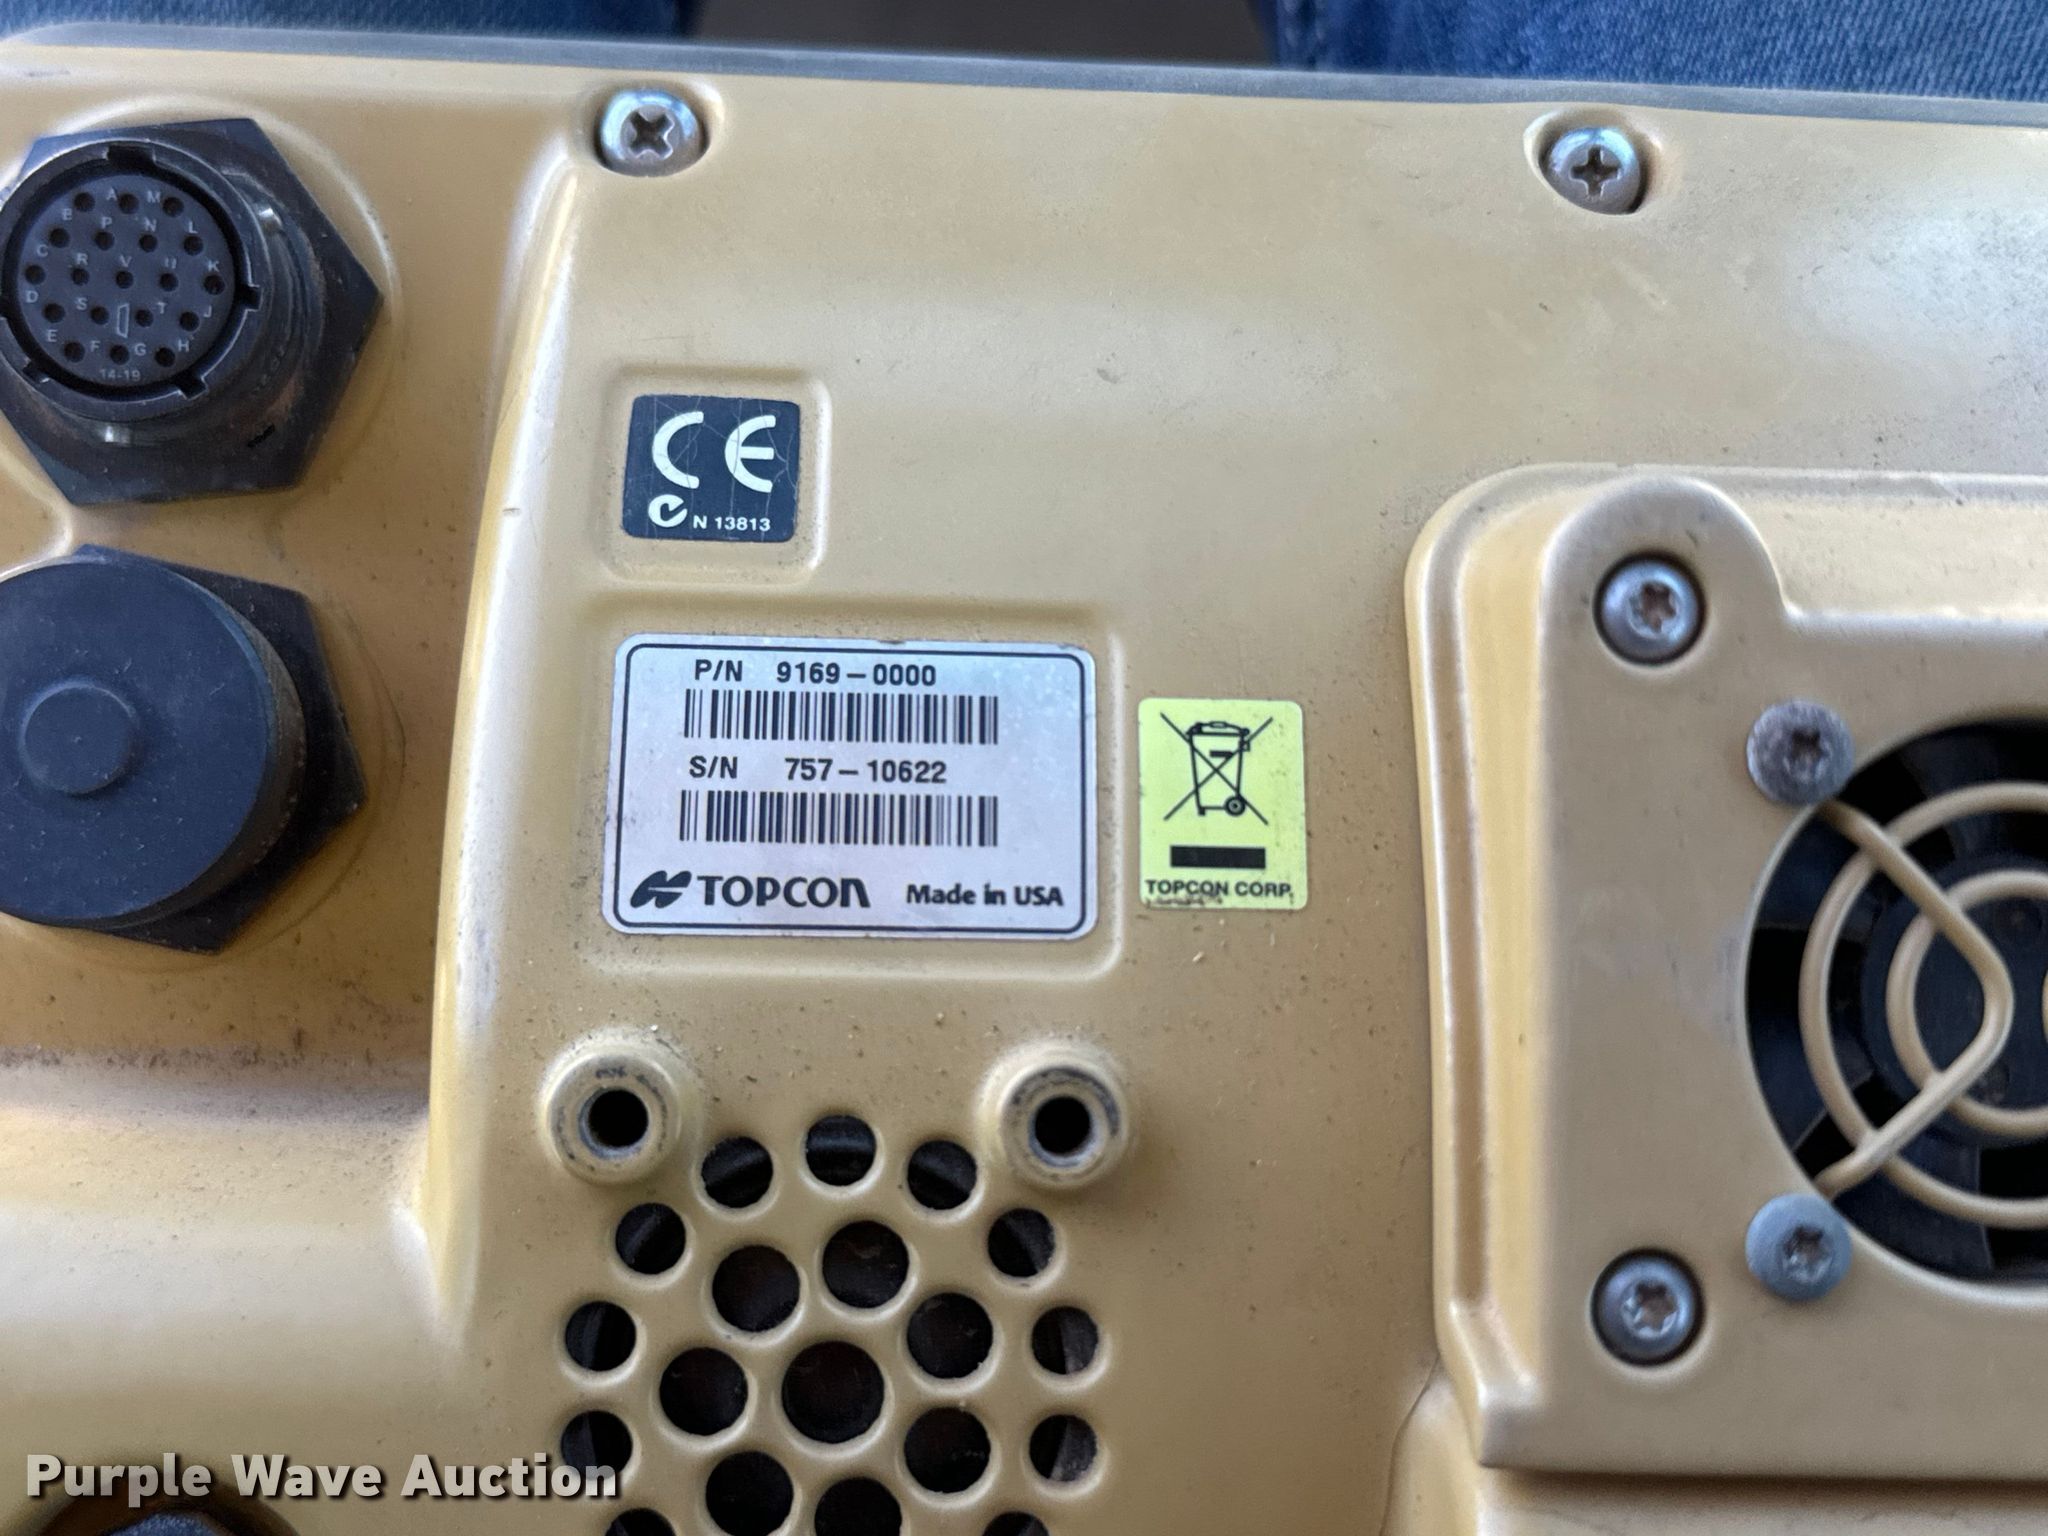 A M
B P N L
C R V U K
D S T J
E F G H
14-19
CE
N 13813
P/N 9169-0000
S/N 757-10622
TOPCON Made in USA
TOPCON CORP.
Purple Wave Auction